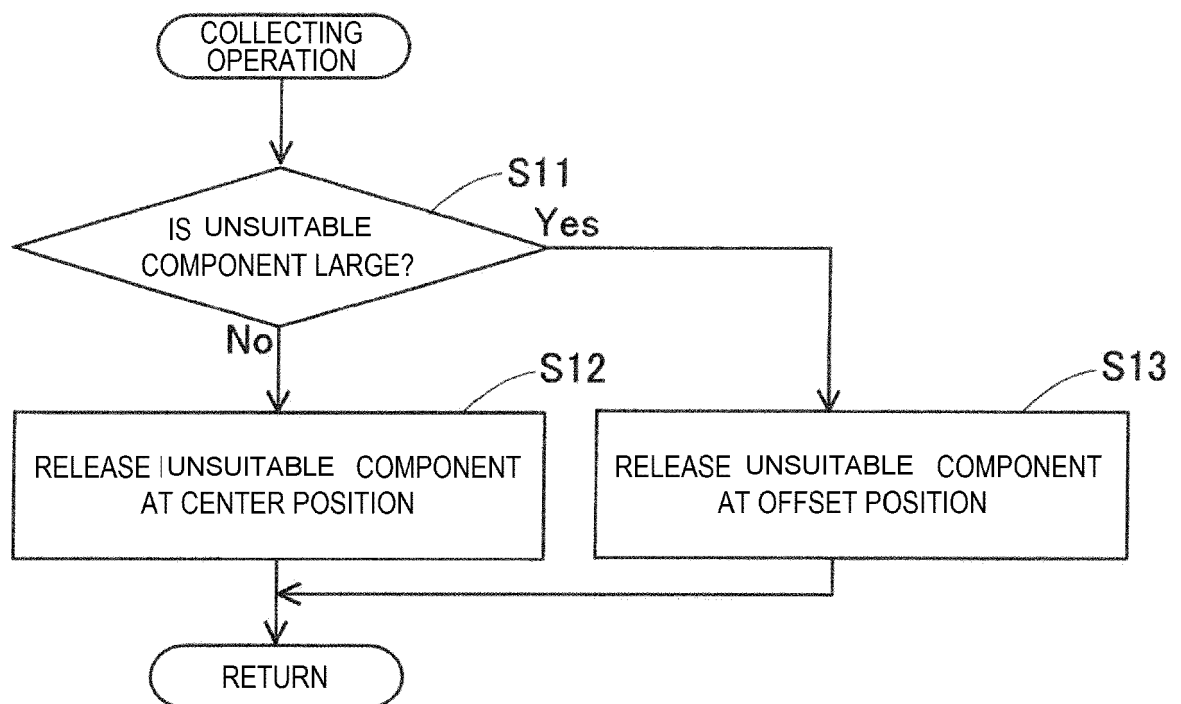 COLLECTING
OPERATION
S11
IS UNSUITABLE
COMPONENT LARGE?
Yes
No
S12
RELEASE UNSUITABLE COMPONENT
AT CENTER POSITION
S13
RELEASE UNSUITABLE COMPONENT
AT OFFSET POSITION
RETURN